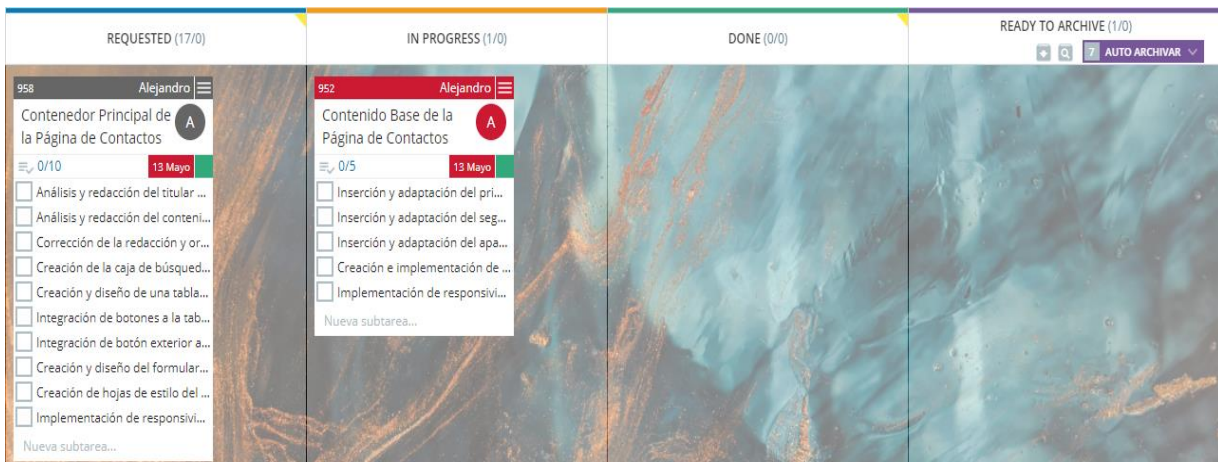 REQUESTED (17/0)
IN PROGRESS (1/0)
DONE (0/0)
READY TO ARCHIVE (1/0)
7 AUTO ARCHIVAR
958 Alejandro
Contenedor Principal de
la Página de Contactos
A
0/10 13 Mayo
Análisis y redacción del titular ...
Análisis y redacción del conteni...
Corrección de la redacción y or...
Creación de la caja de búsqued...
Creación y diseño de una tabla...
Integración de botones a la tab...
Integración de botón exterior a...
Creación y diseño del formular...
Creación de hojas de estilo del ...
Implementación de responsivi...
Nueva subtarea...
952 Alejandro
Contenido Base de la
Página de Contactos
A
0/5 13 Mayo
Inserción y adaptación del pri...
Inserción y adaptación del seg...
Inserción y adaptación del apa...
Creación e implementación de ...
Implementación de responsivi...
Nueva subtarea...